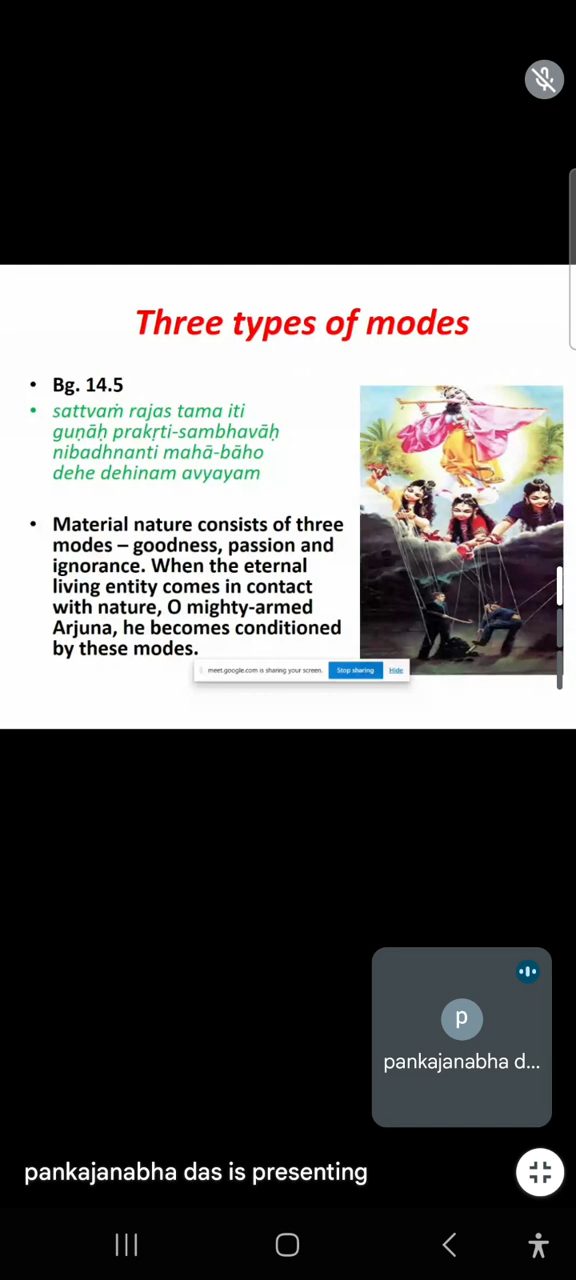 Three types of modes
• Bg. 14.5
• sattvaṁ rajas tama iti
guṇāḥ prakṛti-sambhavāḥ
nibadhnanti mahā-bāho
dehe dehinam avyayam
• Material nature consists of three
modes – goodness, passion and
ignorance. When the eternal
living entity comes in contact
with nature, O mighty-armed
Arjuna, he becomes conditioned
by these modes.
meet.google.com is sharing your screen. Stop sharing Hide
p
pankajanabha d...
pankajanabha das is presenting